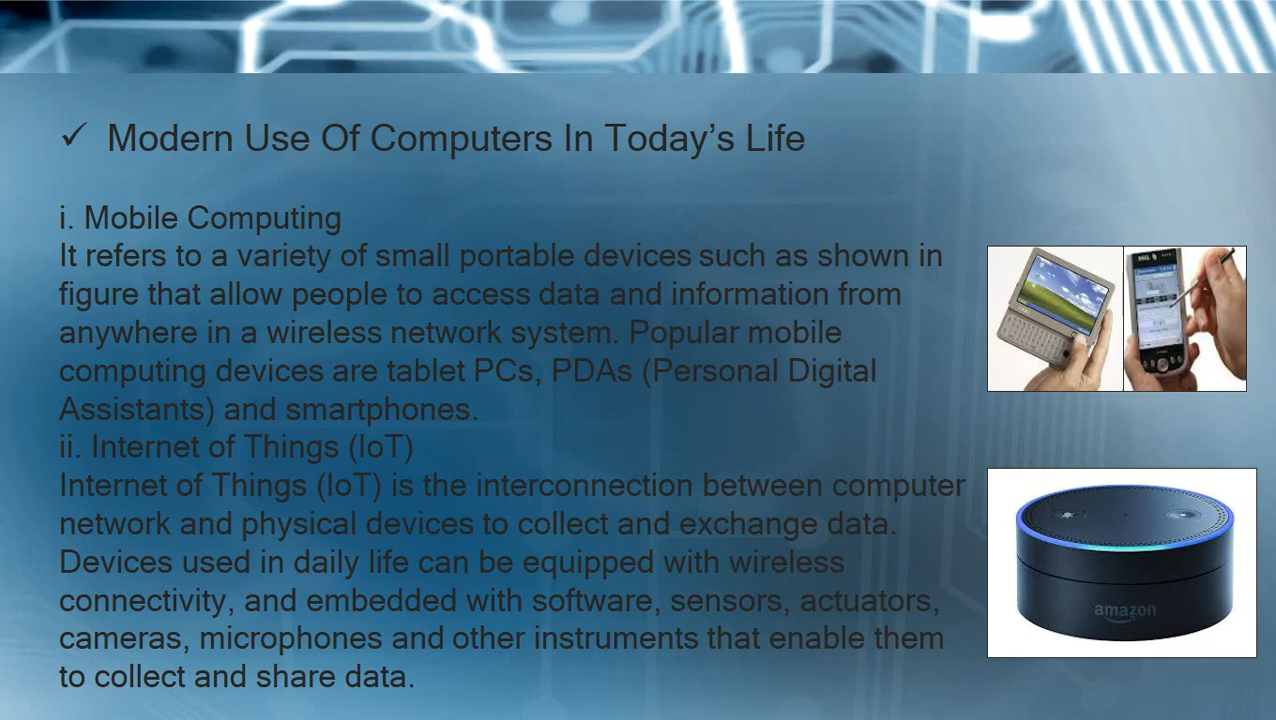 ✓ Modern Use Of Computers In Today’s Life
i. Mobile Computing
It refers to a variety of small portable devices such as shown in
figure that allow people to access data and information from
anywhere in a wireless network system. Popular mobile
computing devices are tablet PCs, PDAs (Personal Digital
Assistants) and smartphones.
ii. Internet of Things (IoT)
Internet of Things (IoT) is the interconnection between computer
network and physical devices to collect and exchange data.
Devices used in daily life can be equipped with wireless
connectivity, and embedded with software, sensors, actuators,
cameras, microphones and other instruments that enable them
to collect and share data.
DELL
amazon